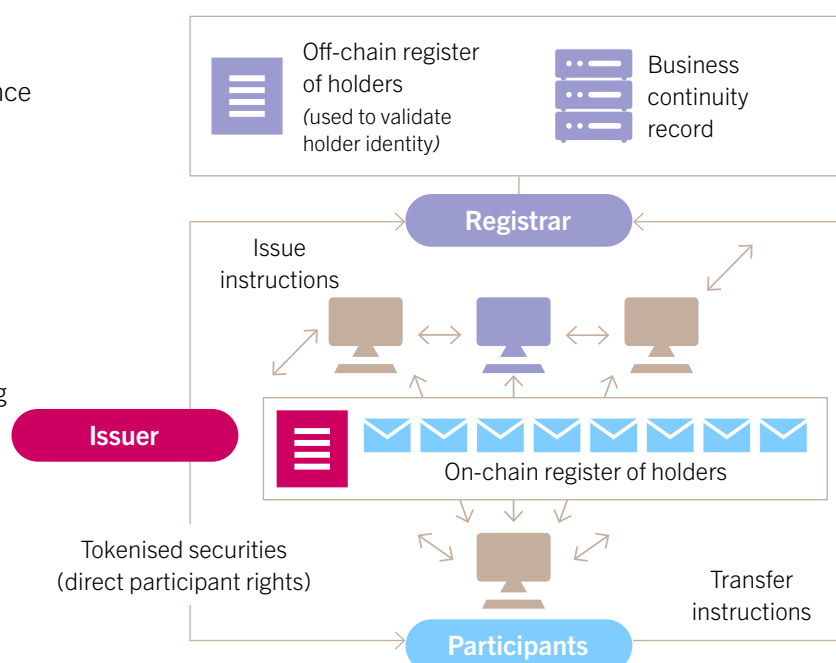 Off-chain register
of holders
(used to validate
holder identity)
Business
continuity
record
Registrar
Issue
instructions
Issuer
On-chain register of holders
Tokenised securities
(direct participant rights)
Transfer
instructions
Participants